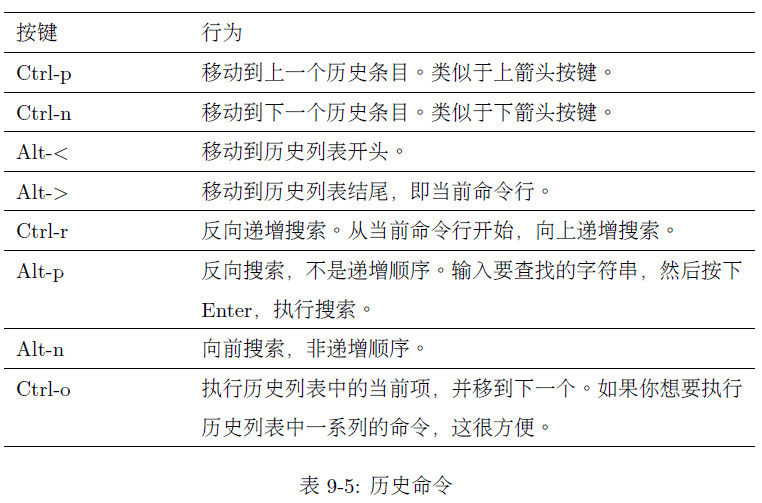 按键 行为
Ctrl-p 移动到上一个历史条目。类似于上箭头按键。
Ctrl-n 移动到下一个历史条目。类似于下箭头按键。
Alt-< 移动到历史列表开头。
Alt-> 移动到历史列表结尾，即当前命令行。
Ctrl-r 反向递增搜索。从当前命令行开始，向上递增搜索。
Alt-p 反向搜索，不是递增顺序。输入要查找的字符串，然后按下
Enter，执行搜索。
Alt-n 向前搜索，非递增顺序。
Ctrl-o 执行历史列表中的当前项，并移到下一个。如果你想要执行
历史列表中一系列的命令，这很方便。
表 9-5: 历史命令